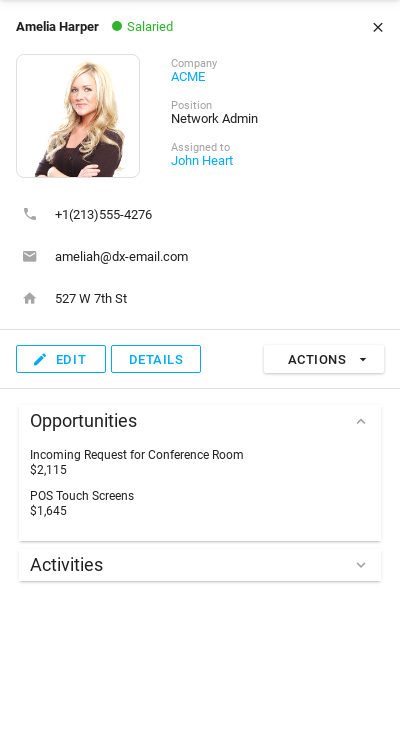 Amelia Harper
Salaried
Company
ACME
Position
Network Admin
Assigned to
John Heart
+1(213)555-4276
ameliah@dx-email.com
527 W 7th St
EDIT
DETAILS
ACTIONS
Opportunities
Incoming Request for Conference Room
$2,115
POS Touch Screens
$1,645
Activities